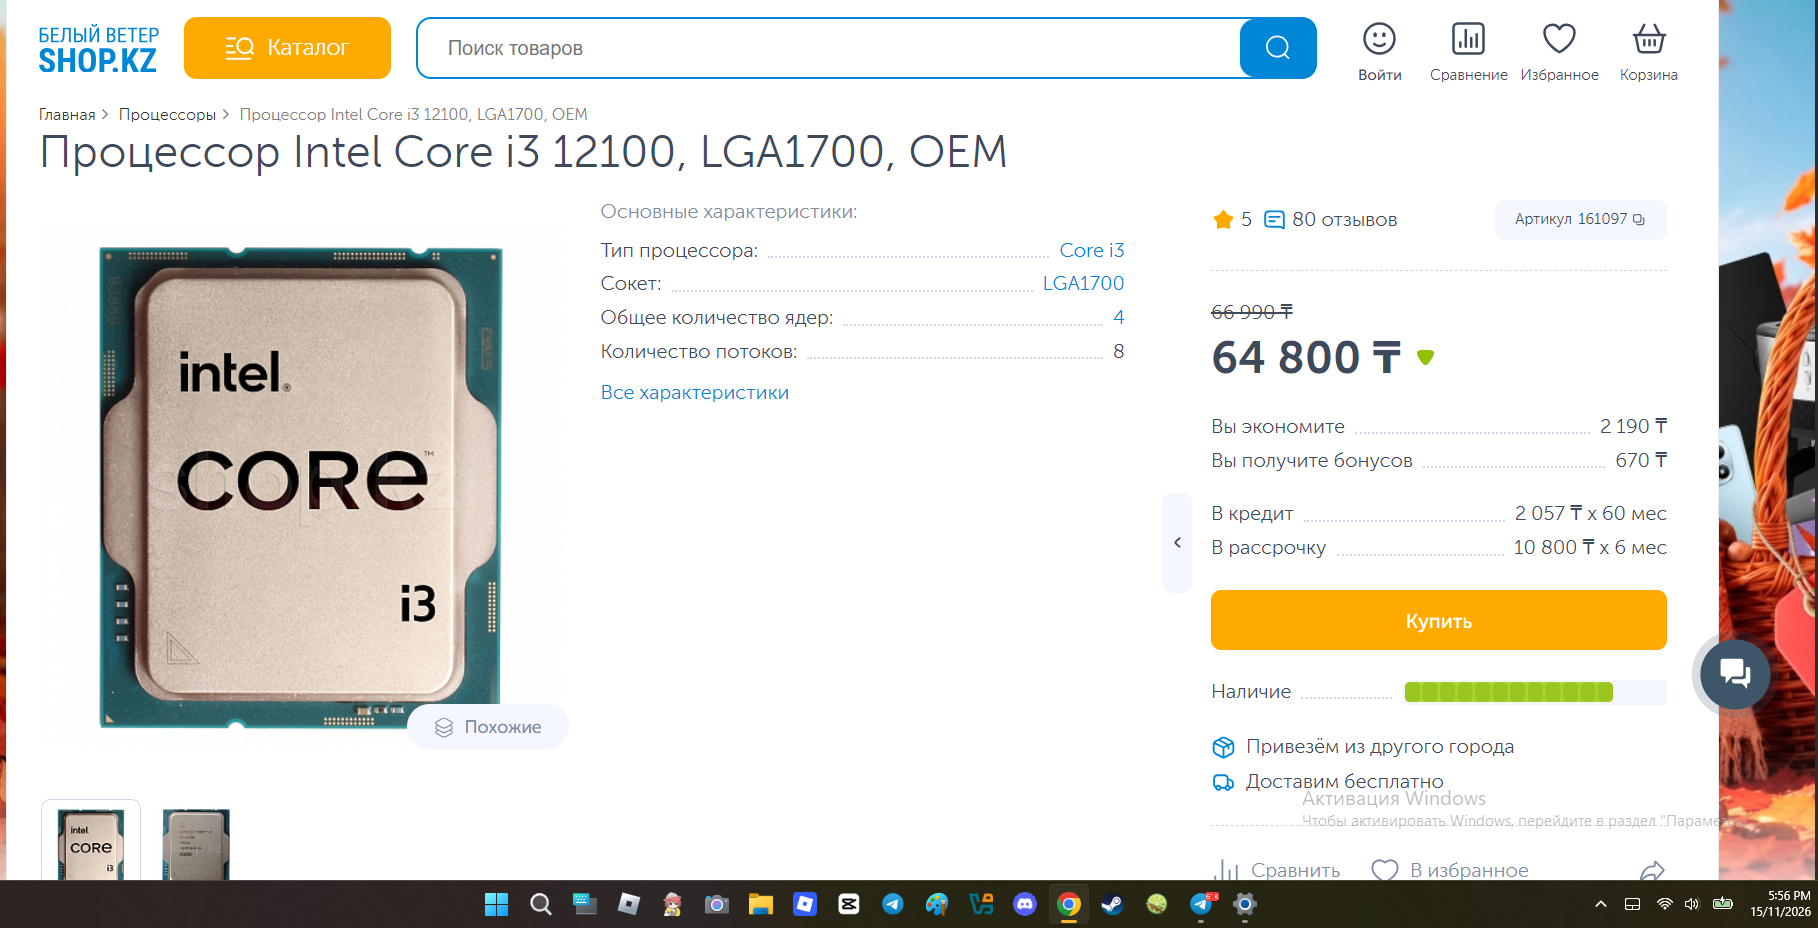 БЕЛЫЙ ВЕТЕР
SHOP.KZ
Каталог
Поиск товаров
Войти
Сравнение
Избранное
Корзина
Главная > Процессоры > Процессор Intel Core i3 12100, LGA1700, OEM
Процессор Intel Core i3 12100, LGA1700, OEM
intel®
CORE™
i3
Похожие
intel
CORE
i3
Основные характеристики:
Тип процессора: Core i3
Сокет: LGA1700
Общее количество ядер: 4
Количество потоков: 8
Все характеристики
5 80 отзывов
Артикул 161097
66 990 ₸
64 800 ₸
Вы экономите 2 190 ₸
Вы получите бонусов 670 ₸
В кредит 2 057 ₸ x 60 мес
В рассрочку 10 800 ₸ x 6 мес
Купить
Наличие
Привезём из другого города
Доставим бесплатно
Активация Windows
Чтобы активировать Windows, перейдите в раздел "Парамет
Сравнить
В избранное
5:56 PM
15/11/2026